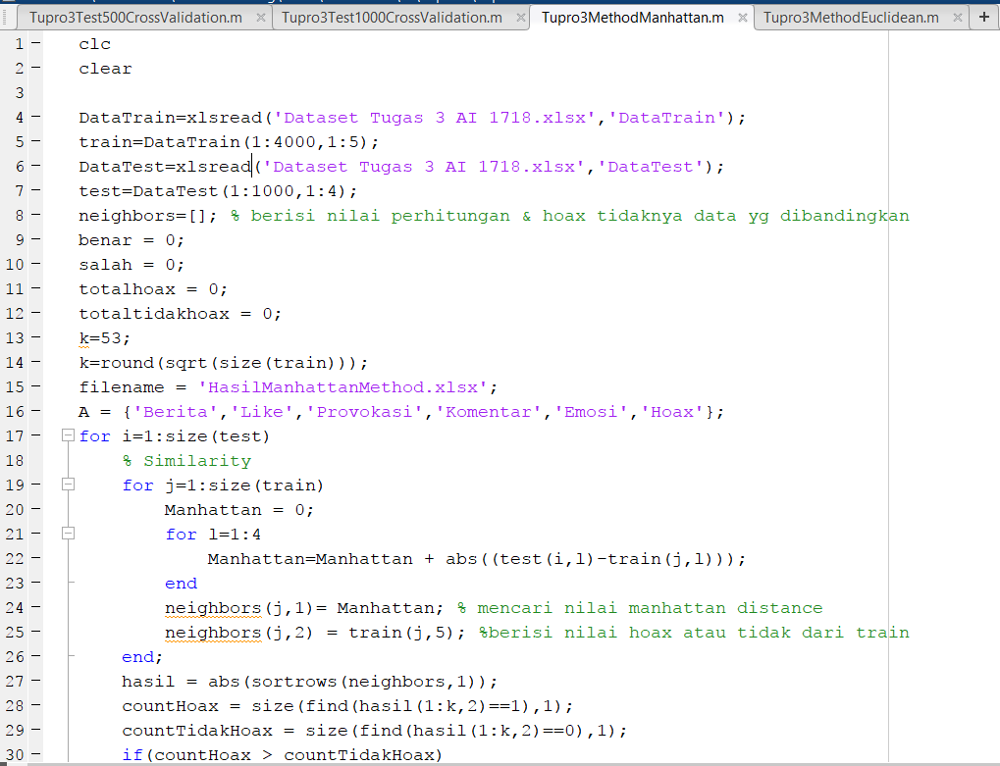 Tupro3Test500CrossValidation.m × Tupro3Test1000CrossValidation.m × Tupro3MethodManhattan.m × Tupro3MethodEuclidean.m × +
1 – clc
2 – clear
3
4 – DataTrain=xlsread('Dataset Tugas 3 AI 1718.xlsx','DataTrain');
5 – train=DataTrain(1:4000,1:5);
6 – DataTest=xlsread('Dataset Tugas 3 AI 1718.xlsx','DataTest');
7 – test=DataTest(1:1000,1:4);
8 – neighbors=[]; % berisi nilai perhitungan & hoax tidaknya data yg dibandingkan
9 – benar = 0;
10 – salah = 0;
11 – totalhoax = 0;
12 – totaltidakhoax = 0;
13 – k=53;
14 – k=round(sqrt(size(train)));
15 – filename = 'HasilManhattanMethod.xlsx';
16 – A = {'Berita','Like','Provokasi','Komentar','Emosi','Hoax'};
17 – for i=1:size(test)
18 % Similarity
19 – for j=1:size(train)
20 – Manhattan = 0;
21 – for l=1:4
22 – Manhattan=Manhattan + abs((test(i,l)-train(j,l)));
23 – end
24 – neighbors(j,1)= Manhattan; % mencari nilai manhattan distance
25 – neighbors(j,2) = train(j,5); %berisi nilai hoax atau tidak dari train
26 – end;
27 – hasil = abs(sortrows(neighbors,1));
28 – countHoax = size(find(hasil(1:k,2)==1),1);
29 – countTidakHoax = size(find(hasil(1:k,2)==0),1);
30 – if(countHoax > countTidakHoax)